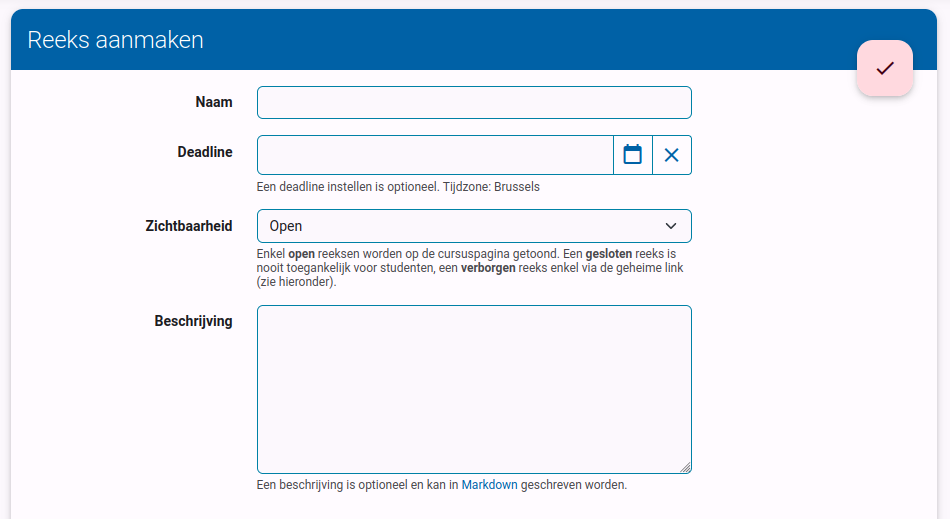 Reeks aanmaken
Naam
Deadline
Een deadline instellen is optioneel. Tijdzone: Brussels
Zichtbaarheid
Open
Enkel open reeksen worden op de cursuspagina getoond. Een gesloten reeks is
nooit toegankelijk voor studenten, een verborgen reeks enkel via de geheime link
(zie hieronder).
Beschrijving
Een beschrijving is optioneel en kan in Markdown geschreven worden.